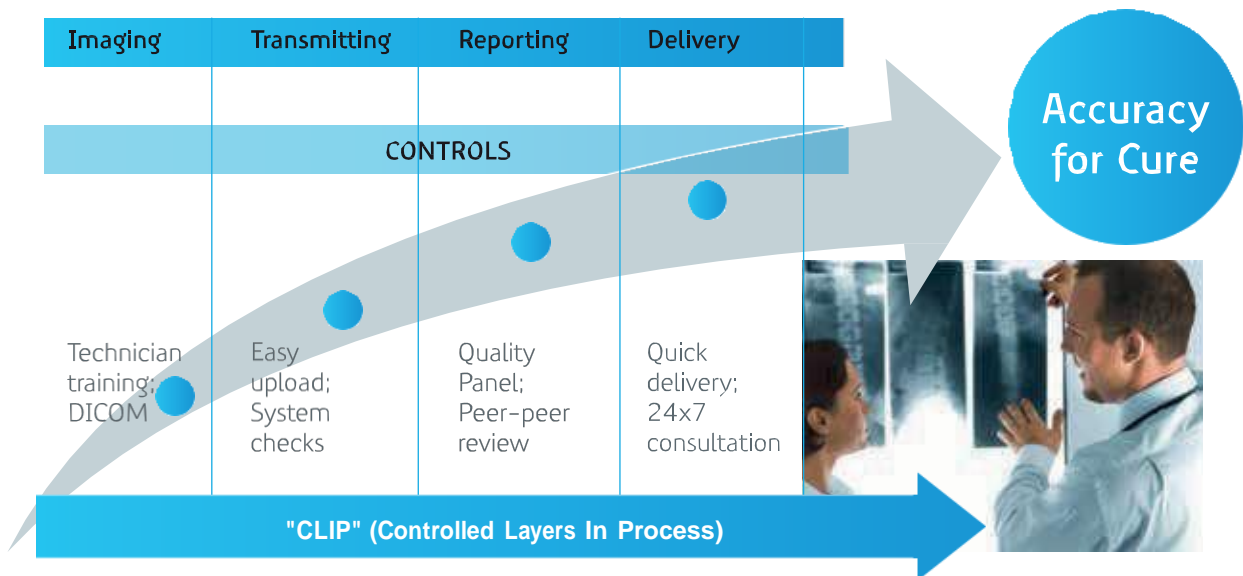 Imaging Transmitting Reporting Delivery
Accuracy
for Cure
CONTROLS
Technician
training;
DICOM
Easy
upload;
System
checks
Quality
Panel;
Peer-peer
review
Quick
delivery;
24x7
consultation
"CLIP" (Controlled Layers In Process)